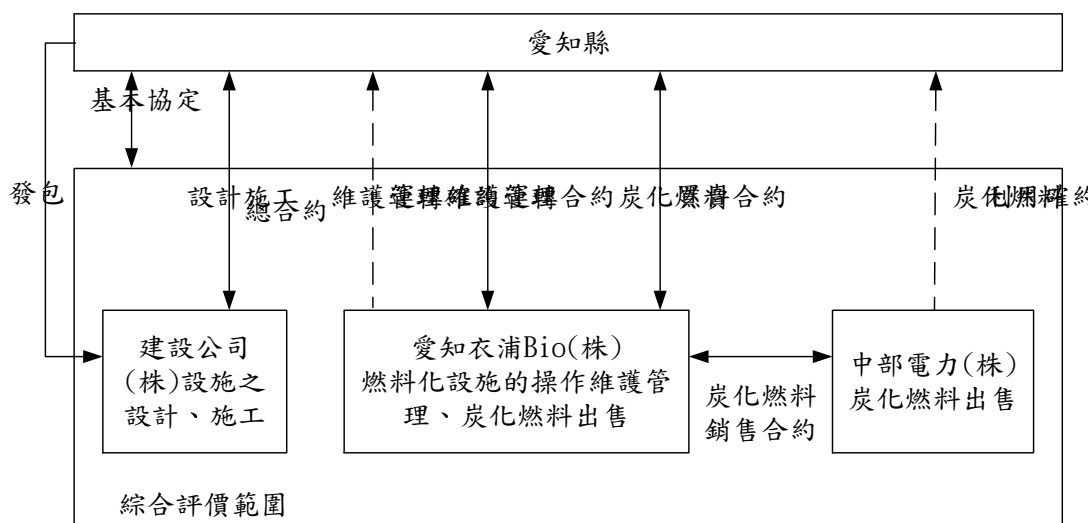 愛知縣
基本協定
發包
設計施工
總合約
炭化燃料
建設公司
(株)設施之
設計、施工
愛知衣浦Bio(株)
燃料化設施的操作維護管
理、炭化燃料出售
炭化燃料
銷售合約
中部電力(株)
炭化燃料出售
綜合評價範圍